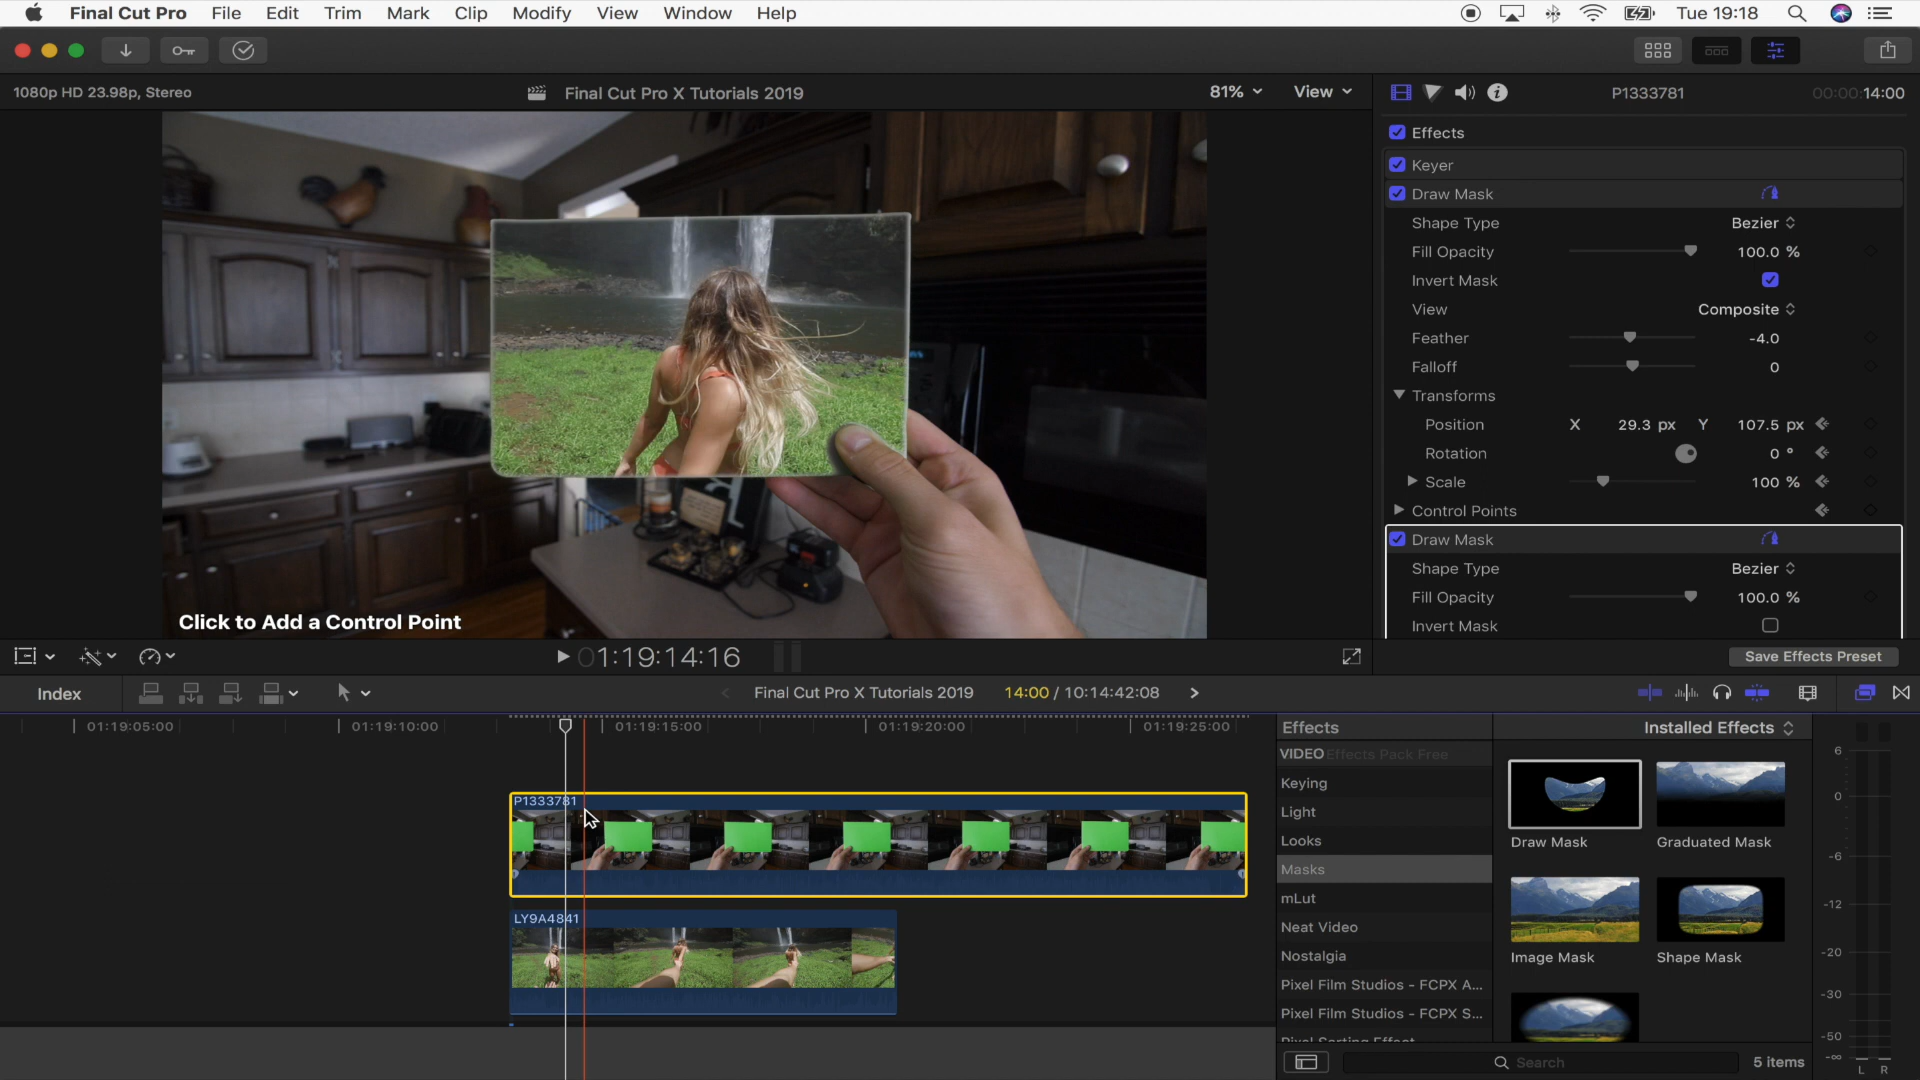 Final Cut Pro File Edit Trim Mark Clip Modify View Window Help Tue 19:18
1080p HD 23.98p, Stereo
Final Cut Pro X Tutorials 2019
81% View
P1333781
00:00:14:00
Effects
Keyer
Draw Mask
Shape Type Bezier
Fill Opacity 100.0 %
Invert Mask
View Composite
Feather -4.0
Falloff 0
Transforms
Position X 29.3 px Y 107.5 px
Rotation 0 °
Scale 100 %
Control Points
Draw Mask
Shape Type Bezier
Fill Opacity 100.0 %
Invert Mask
Click to Add a Control Point
01:19:14:16
Save Effects Preset
Index
Final Cut Pro X Tutorials 2019 14:00 / 10:14:42:08
01:19:05:00 01:19:10:00 01:19:15:00 01:19:20:00 01:19:25:00
P1333781
LY9A4841
Effects
VIDEO Effects Pack Free
Keying
Light
Looks
Masks
mLut
Neat Video
Nostalgia
Pixel Film Studios - FCPX A...
Pixel Film Studios - FCPX S...
Installed Effects
Draw Mask
Graduated Mask
Image Mask
Shape Mask
Search
5 items
6
0
-6
-12
-20
-30
-50
-∞
L R